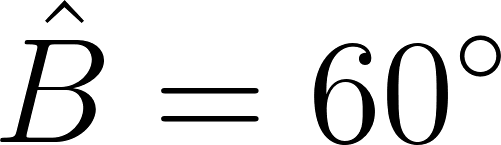 B̂ = 60°